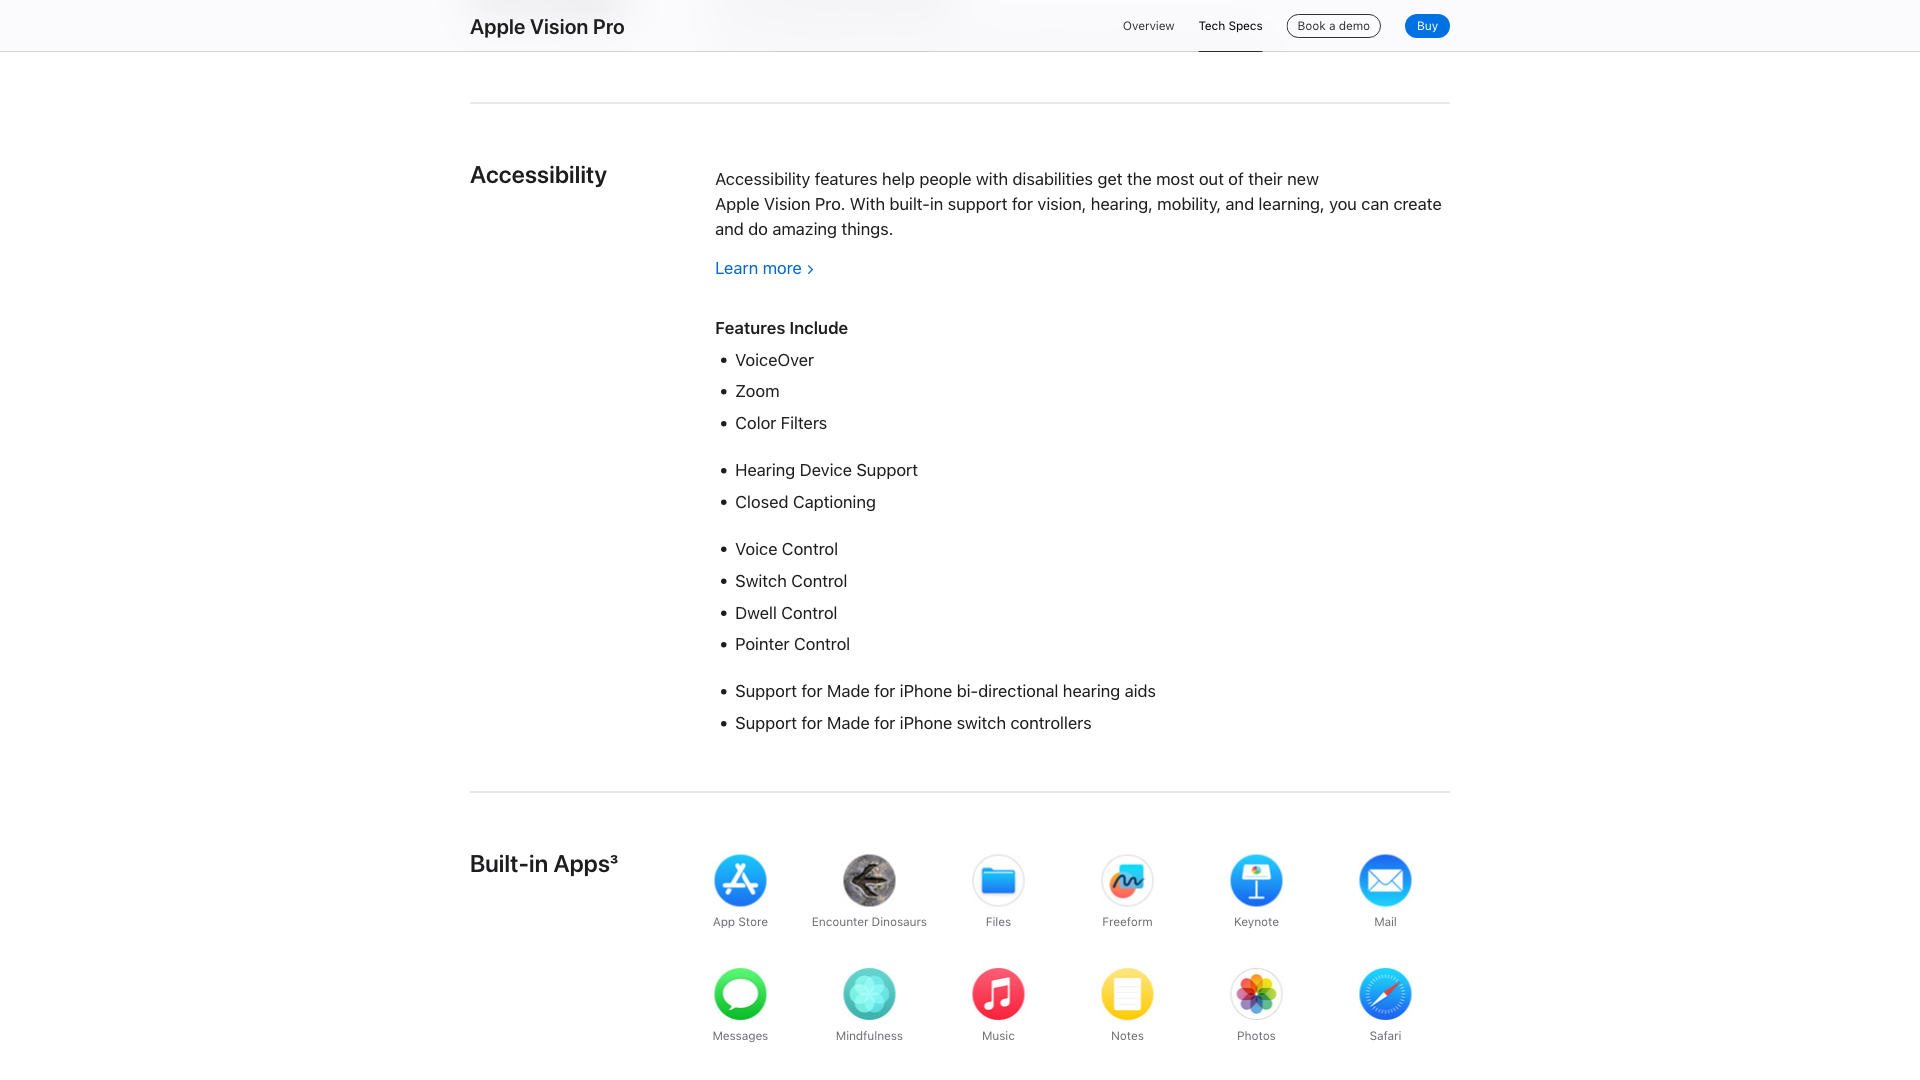 Apple Vision Pro
Overview
Tech Specs
Book a demo
Buy
Accessibility
Accessibility features help people with disabilities get the most out of their new
Apple Vision Pro. With built-in support for vision, hearing, mobility, and learning, you can create
and do amazing things.
Learn more >
Features Include
• VoiceOver
• Zoom
• Color Filters
• Hearing Device Support
• Closed Captioning
• Voice Control
• Switch Control
• Dwell Control
• Pointer Control
• Support for Made for iPhone bi-directional hearing aids
• Support for Made for iPhone switch controllers
Built-in Apps³
App Store
Encounter Dinosaurs
Files
Freeform
Keynote
Mail
Messages
Mindfulness
Music
Notes
Photos
Safari